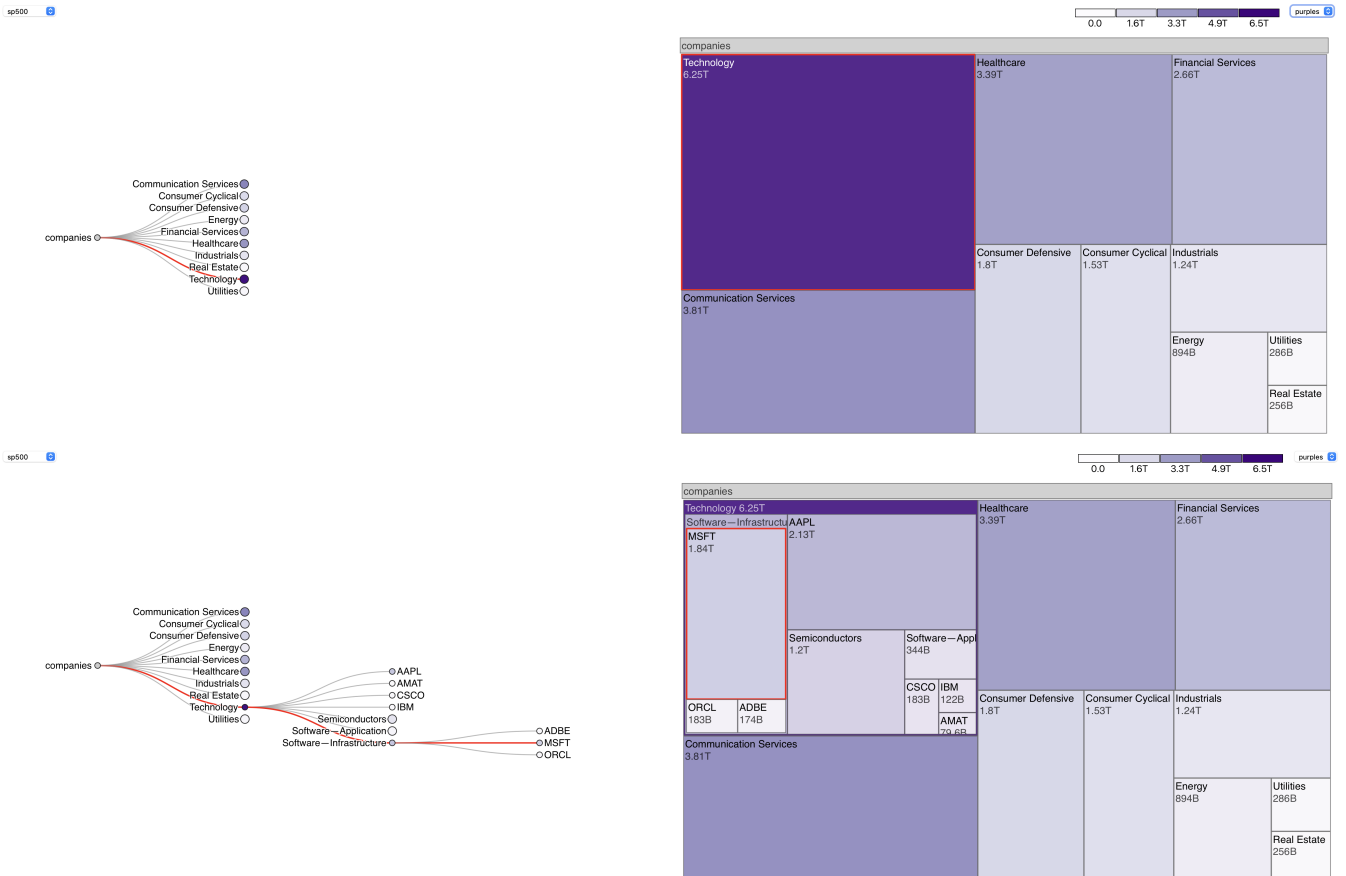 sp500
purples
0.0 1.6T 3.3T 4.9T 6.5T
companies
Technology
6.25T
Healthcare
3.39T
Financial Services
2.66T
Communication Services
Consumer Cyclical
Consumer Defensive
Energy
Financial Services
companies
Healthcare
Industrials
Real Estate
Technology
Utilities
Consumer Defensive
1.8T
Consumer Cyclical
1.53T
Industrials
1.24T
Communication Services
3.81T
Energy
894B
Utilities
286B
Real Estate
256B
sp500
purples
0.0 1.6T 3.3T 4.9T 6.5T
companies
Technology 6.25T
Software—Infrastructu
MSFT
1.84T
AAPL
2.13T
Healthcare
3.39T
Financial Services
2.66T
Communication Services
Consumer Cyclical
Consumer Defensive
Energy
Financial Services
companies
Healthcare
Industrials
Real Estate
Technology
Utilities
AAPL
AMAT
CSCO
IBM
Semiconductors
Software—Application
Software—Infrastructure
ADBE
MSFT
ORCL
Semiconductors
1.2T
Software—Appl
344B
CSCO
183B
IBM
122B
AMAT
79.6B
ORCL
183B
ADBE
174B
Consumer Defensive
1.8T
Consumer Cyclical
1.53T
Industrials
1.24T
Communication Services
3.81T
Energy
894B
Utilities
286B
Real Estate
256B